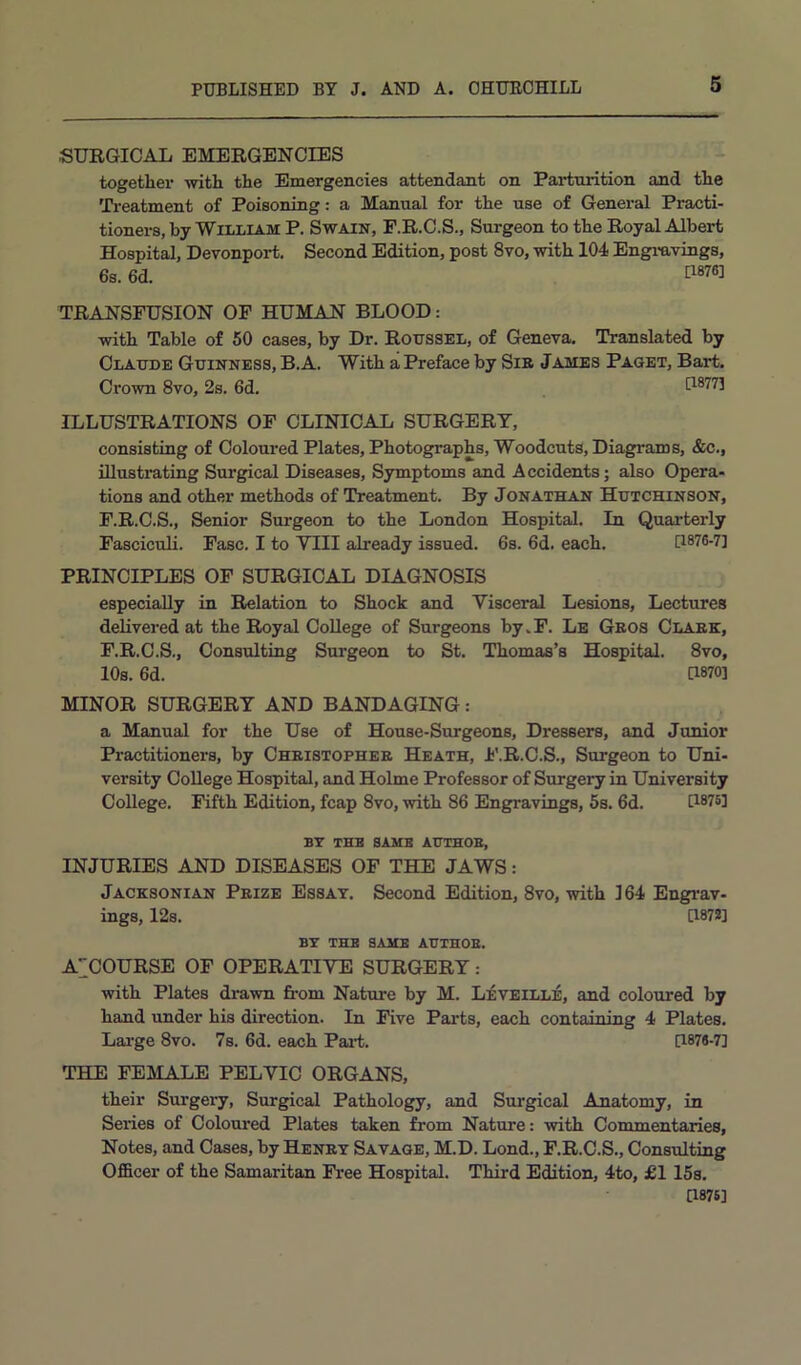 PUBLISHED BY J. AND A. CHURCHILL 5
SURGICAL EMERGENCIES
together with the Emergencies attendant on Parturition and the
Treatment of Poisoning: a Manual for the use of General Practi-
tioners, by William P. Swain, F.R.C.S., Surgeon to the Royal Albert
Hospital, Devonport. Second Edition, post 8vo, with 104 Engravings,
6s. 6d. [1876]
TRANSFUSION OF HUMAN BLOOD:
with Table of 50 cases, by Dr. Roussel, of Geneva. Translated by
Claude Guinness, B.A. With a Preface by Sir James Paget, Bart.
Crown 8vo, 2s. 6d. [1877]
ILLUSTRATIONS OF CLINICAL SURGERY,
consisting of Coloured Plates, Photographs, Woodcuts, Diagrams, &c.,
illustrating Surgical Diseases, Symptoms and Accidents; also Opera-
tions and other methods of Treatment. By Jonathan Hutchinson,
F.R.C.S., Senior Surgeon to the London Hospital. In Quarterly
Fasciculi. Fasc. I to VIII already issued. 6s. 6d. each. [1876-7]
PRINCIPLES OF SURGICAL DIAGNOSIS
especially in Relation to Shock and Visceral Lesions, Lectures
delivered at the Royal College of Surgeons by F. Le Gros Clark,
F.R.C.S., Consulting Surgeon to St. Thomas's Hospital. 8vo,
10s. 6d. [1870]
MINOR SURGERY AND BANDAGING:
a Manual for the Use of House-Surgeons, Dressers, and Junior
Practitioners, by Christopher Heath, F.R.C.S., Surgeon to Uni-
versity College Hospital, and Holme Professor of Surgery in University
College. Fifth Edition, fcap 8vo, with 86 Engravings, 5s. 6d. [1875]
BY THE SAME AUTHOR,
INJURIES AND DISEASES OF THE JAWS:
Jacksonian Prize Essay. Second Edition, 8vo, with 164 Engrav-
ings, 12s. [1872]
BY THE SAME AUTHOR.
A COURSE OF OPERATIVE SURGERY:
with Plates drawn from Nature by M. Léveillé, and coloured by
hand under his direction. In Five Parts, each containing 4 Plates.
Large 8vo. 7s. 6d. each Part. [1876-7]
THE FEMALE PELVIC ORGANS,
their Surgery, Surgical Pathology, and Surgical Anatomy, in
Series of Coloured Plates taken from Nature: with Commentaries,
Notes, and Cases, by Henry Savage, M.D. Lond., F.R.C.S., Consulting
Officer of the Samaritan Free Hospital. Third Edition, 4to, £1 15s.
[1875]